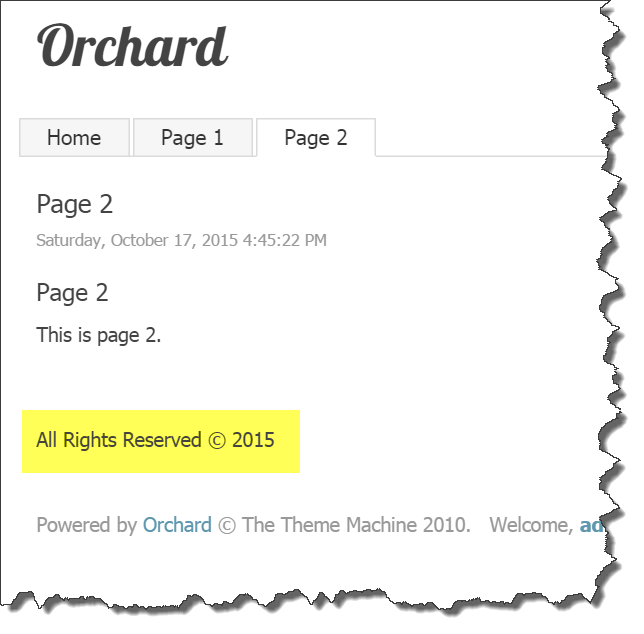 Orchard
Home Page 1 Page 2
Page 2
Saturday, October 17, 2015 4:45:22 PM
Page 2
This is page 2.
All Rights Reserved © 2015
Powered by Orchard © The Theme Machine 2010. Welcome,